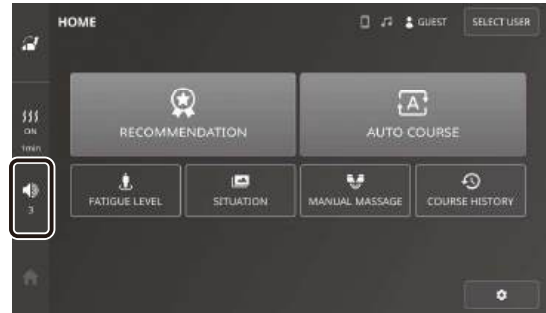 HOME
GUEST
SELECT USER
ON
1min
3
RECOMMENDATION
A
AUTO COURSE
FATIGUE LEVEL
SITUATION
MANUAL MASSAGE
COURSE HISTORY